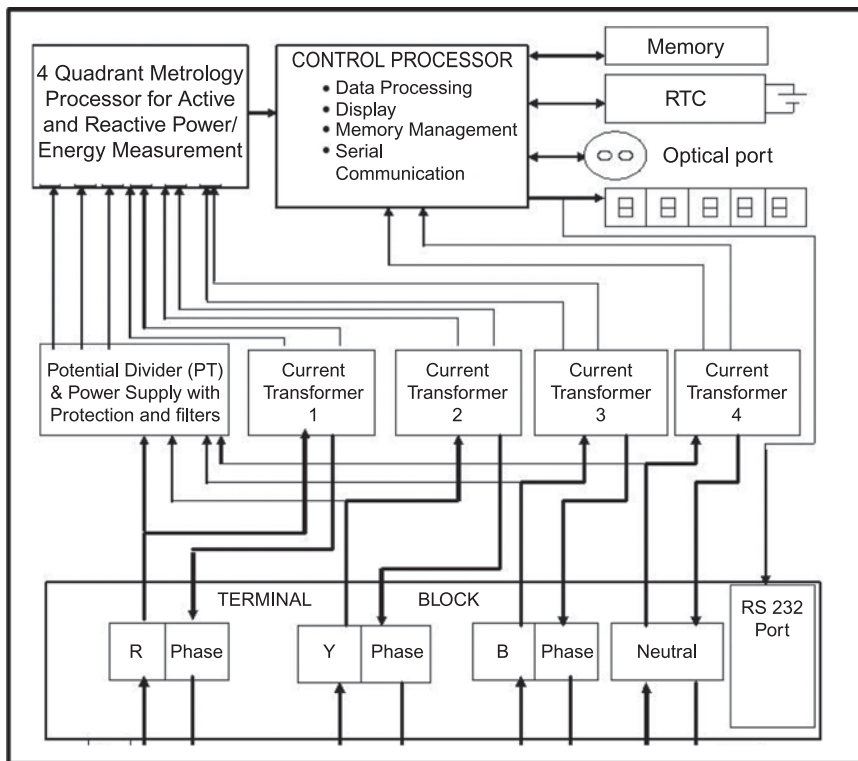 4 Quadrant Metrology
Processor for Active
and Reactive Power/
Energy Measurement
CONTROL PROCESSOR
• Data Processing
• Display
• Memory Management
• Serial
Communication
Memory
RTC
Optical port
Potential Divider (PT)
& Power Supply with
Protection and filters
Current
Transformer
1
Current
Transformer
2
Current
Transformer
3
Current
Transformer
4
TERMINAL BLOCK
R Phase
Y Phase
B Phase
Neutral
RS 232
Port